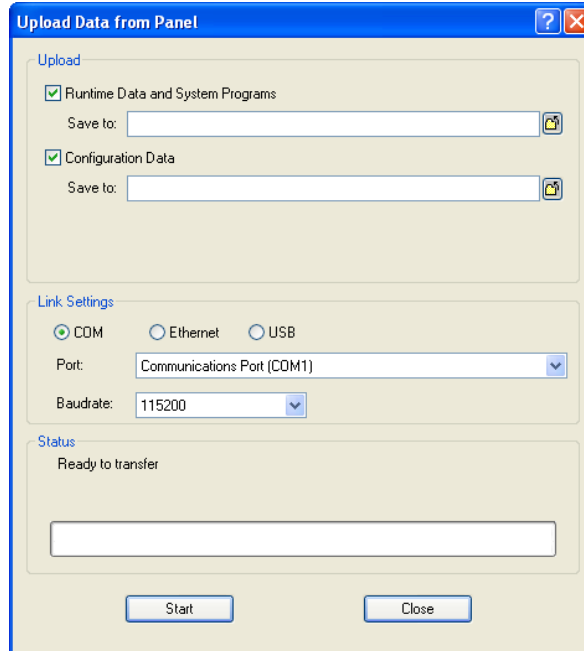 Upload Data from Panel
Upload
Runtime Data and System Programs
Save to:
Configuration Data
Save to:
Link Settings
COM Ethernet USB
Port: Communications Port (COM1)
Baudrate: 115200
Status
Ready to transfer
Start Close